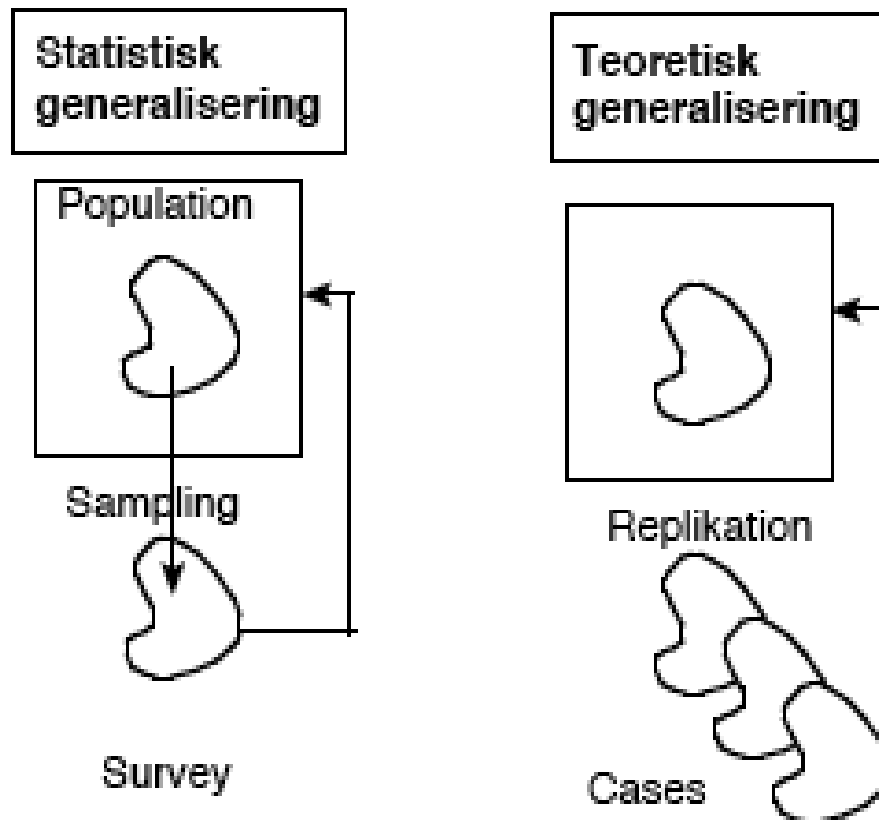 Statistisk
generalisering
Population
Sampling
Survey
Teoretisk
generalisering
Replikation
Cases